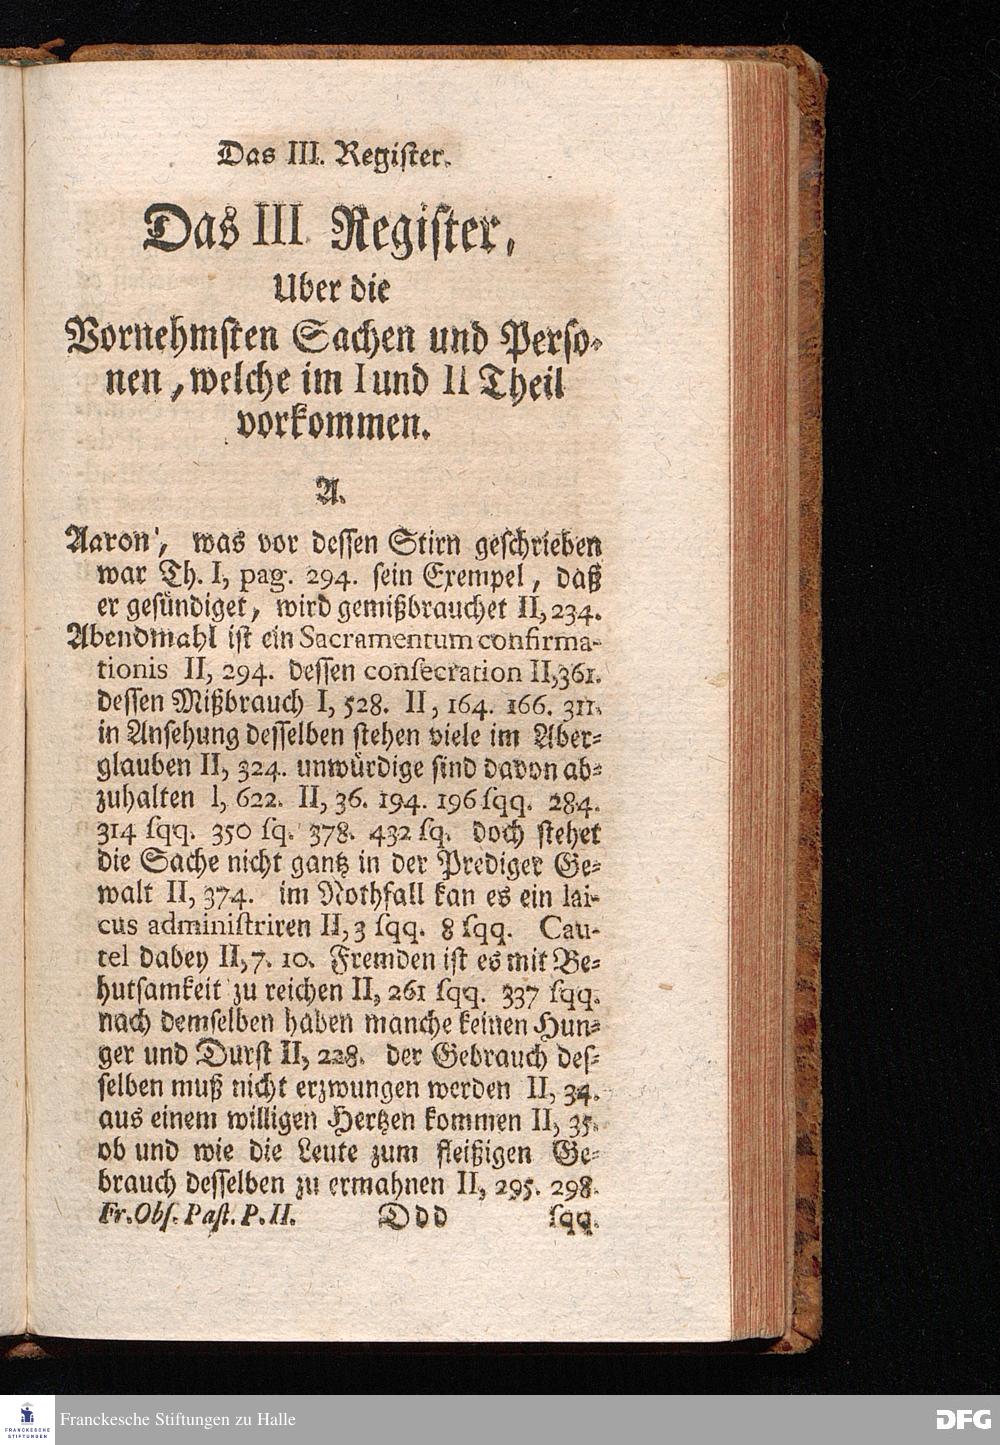 Das III. Register.
Das III Register,
Uber die
Vornehmsten Sachen und Perso-
nen, welche im I und II Theil
vorkommen.
A.
Aaron, was vor dessen Stirn geschrieben
war Th. I, pag. 294. sein Exempel, daß
er gesündiget, wird gemißbrauchet II, 234.
Abendmahl ist ein Sacramentum confirma-
tionis II, 294. dessen consecration II, 361.
dessen Mißbrauch I, 528. II, 164. 166. 311.
in Ansehung desselben stehen viele im Aber-
glauben II, 324. unwürdige sind davon ab-
zuhalten I, 622. II, 36. 194. 196 sqq. 284.
314 sqq. 350 sq. 378. 432 sq. doch stehet
die Sache nicht gantz in der Prediger Ge-
walt II, 374. im Nothfall kan es ein lai-
cus administriren II, 3 sqq. 8 sqq. Cau-
tel dabey II, 7. 10. Fremden ist es mit Be-
hutsamkeit zu reichen II, 261 sqq. 337 sqq.
nach demselben haben manche keinen Hun-
ger und Durst II, 228. der Gebrauch des-
selben muß nicht erzwungen werden II, 34.
aus einem willigen Hertzen kommen II, 35.
ob und wie die Leute zum fleißigen Ge-
brauch desselben zu ermahnen II, 295. 298.
Fr. Obs. Past. P. II. Ddd sqq.
FRANCKESCHE STIFTUNGEN
Franckesche Stiftungen zu Halle
DFG